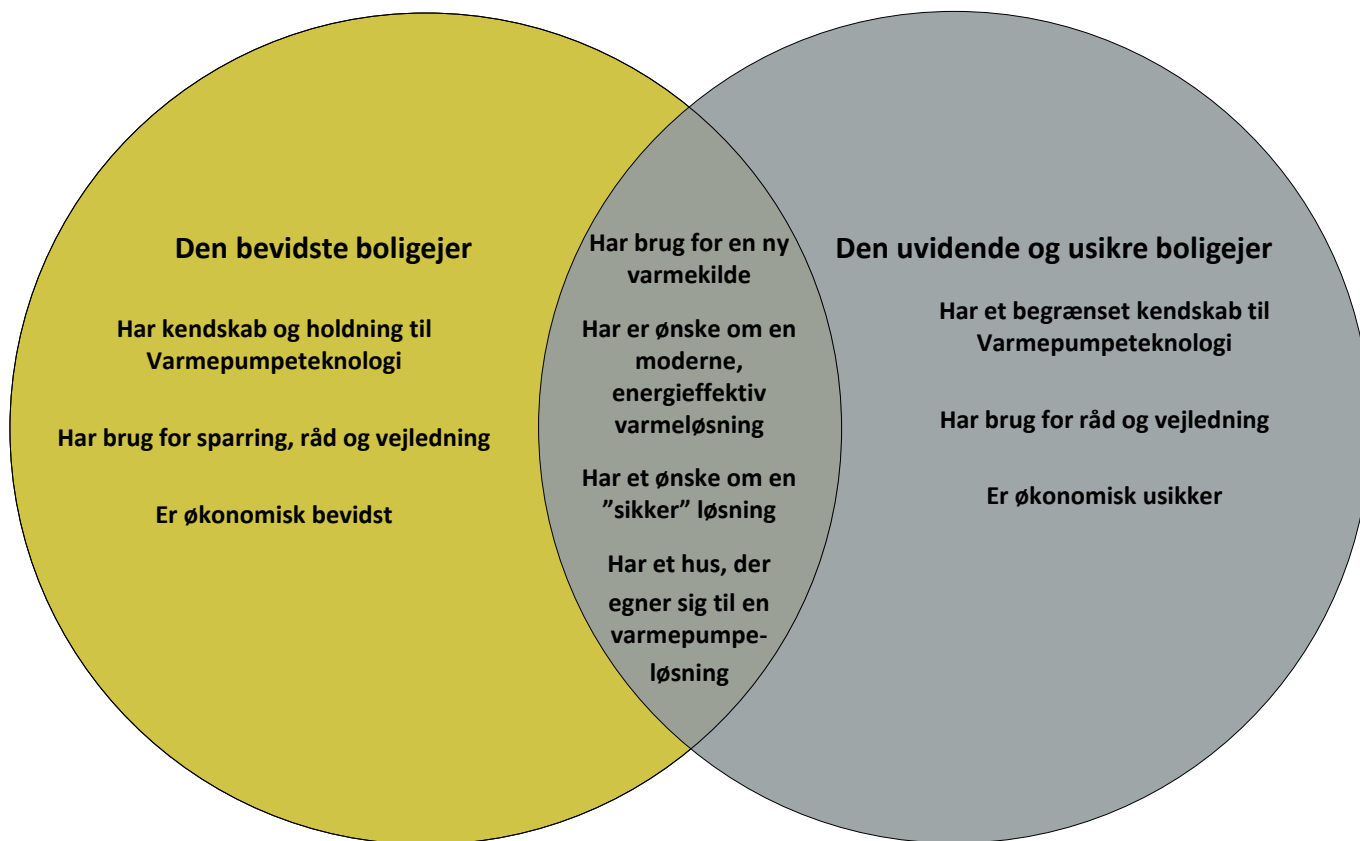 Den bevidste boligejer
Har kendskab og holdning til
Varmepumpeteknologi
Har brug for sparring, råd og vejledning
Er økonomisk bevidst
Har brug for en ny
varmekilde
Har er ønske om en
moderne,
energieffektiv
varmeløsning
Har et ønske om en
”sikker” løsning
Har et hus, der
egner sig til en
varmepumpe-
løsning
Den uvidende og usikre boligejer
Har et begrænset kendskab til
Varmepumpeteknologi
Har brug for råd og vejledning
Er økonomisk usikker